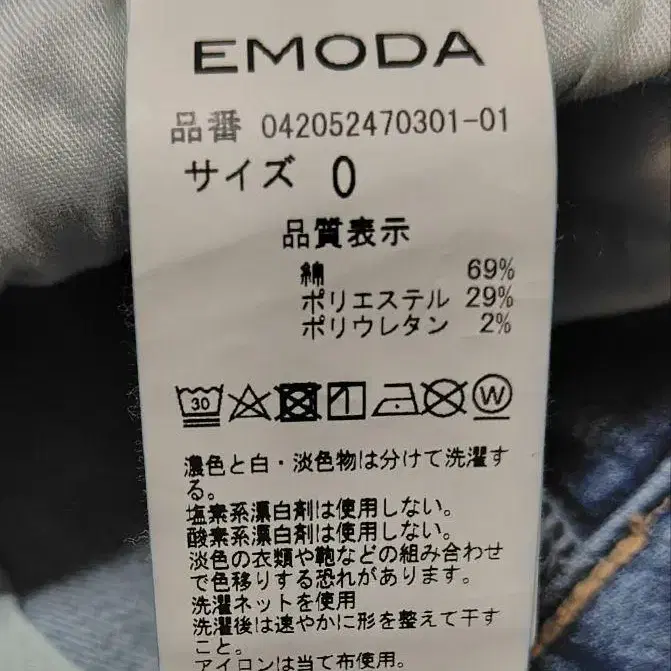 EMODA
品番 042052470301-01
サイズ 0
品質表示
綿 69%
ポリエステル 29%
ポリウレタン 2%
30 W
濃色と白・淡色物は分けて洗濯す
る。
塩素系漂白剤は使用しない。
酸素系漂白剤は使用しない。
淡色の衣類や鞄などの組み合わせ
で色移りする恐れがあります。
洗濯ネットを使用
洗濯後は速やかに形を整えて干す
こと。
アイロンは当て布使用。